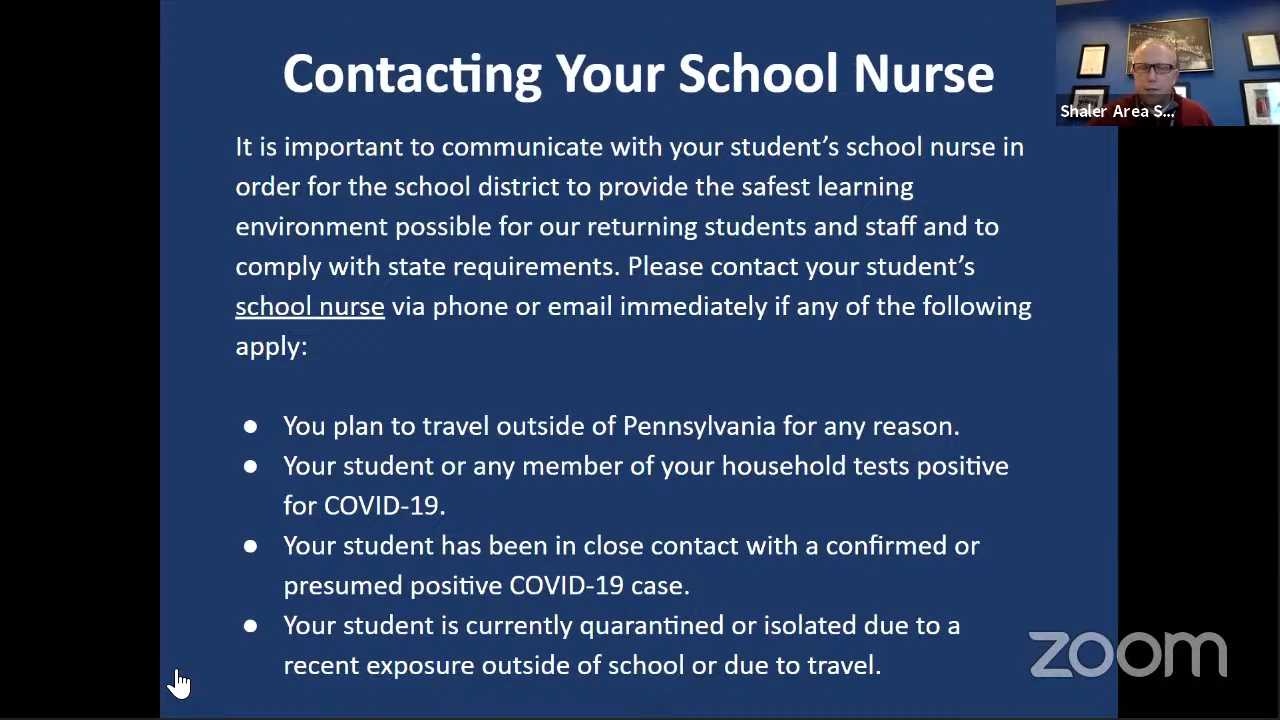 Contacting Your School Nurse
Shaler Area S...
It is important to communicate with your student’s school nurse in
order for the school district to provide the safest learning
environment possible for our returning students and staff and to
comply with state requirements. Please contact your student’s
school nurse via phone or email immediately if any of the following
apply:
● You plan to travel outside of Pennsylvania for any reason.
● Your student or any member of your household tests positive
for COVID-19.
● Your student has been in close contact with a confirmed or
presumed positive COVID-19 case.
● Your student is currently quarantined or isolated due to a
recent exposure outside of school or due to travel.
zoom